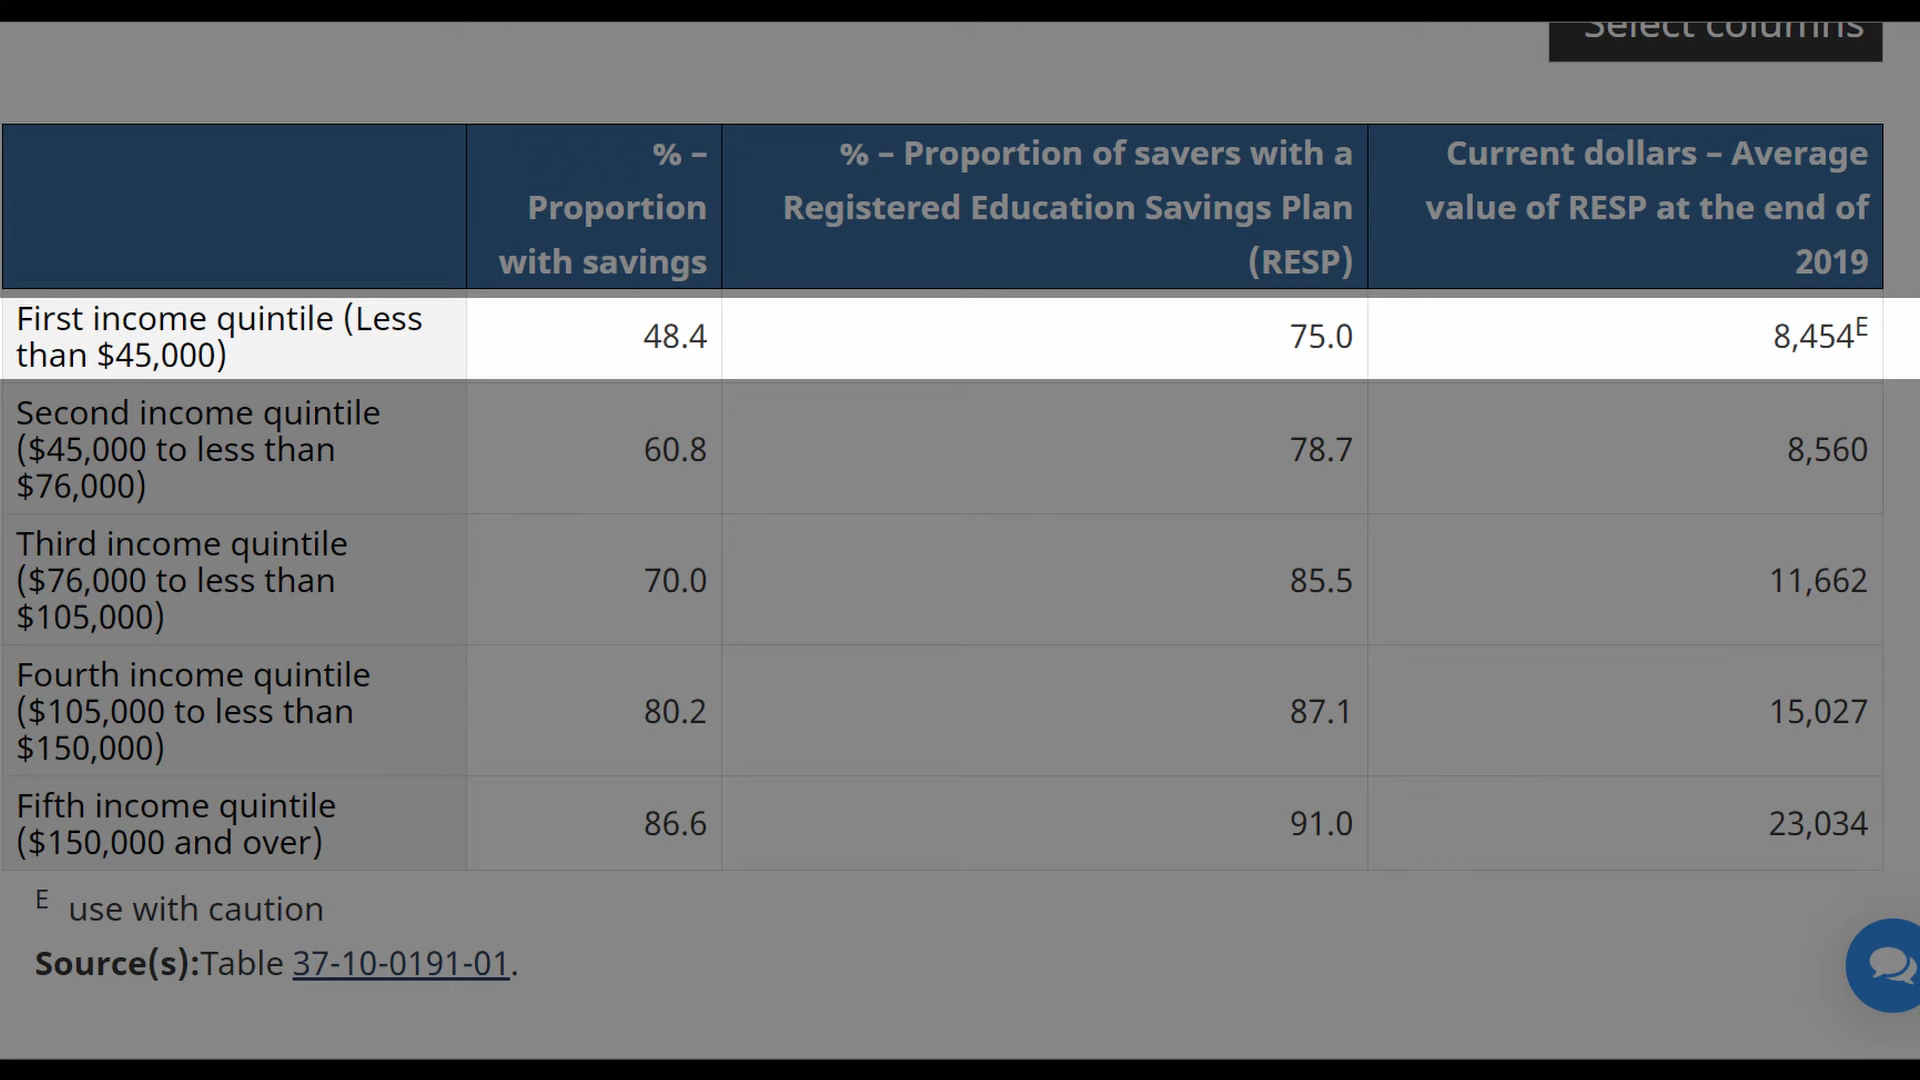 Select columns
% –
Proportion
with savings
% – Proportion of savers with a
Registered Education Savings Plan
(RESP)
Current dollars – Average
value of RESP at the end of
2019
First income quintile (Less
than $45,000)
48.4
75.0
8,454E
Second income quintile
($45,000 to less than
$76,000)
60.8
78.7
8,560
Third income quintile
($76,000 to less than
$105,000)
70.0
85.5
11,662
Fourth income quintile
($105,000 to less than
$150,000)
80.2
87.1
15,027
Fifth income quintile
($150,000 and over)
86.6
91.0
23,034
E use with caution
Source(s):Table 37-10-0191-01.